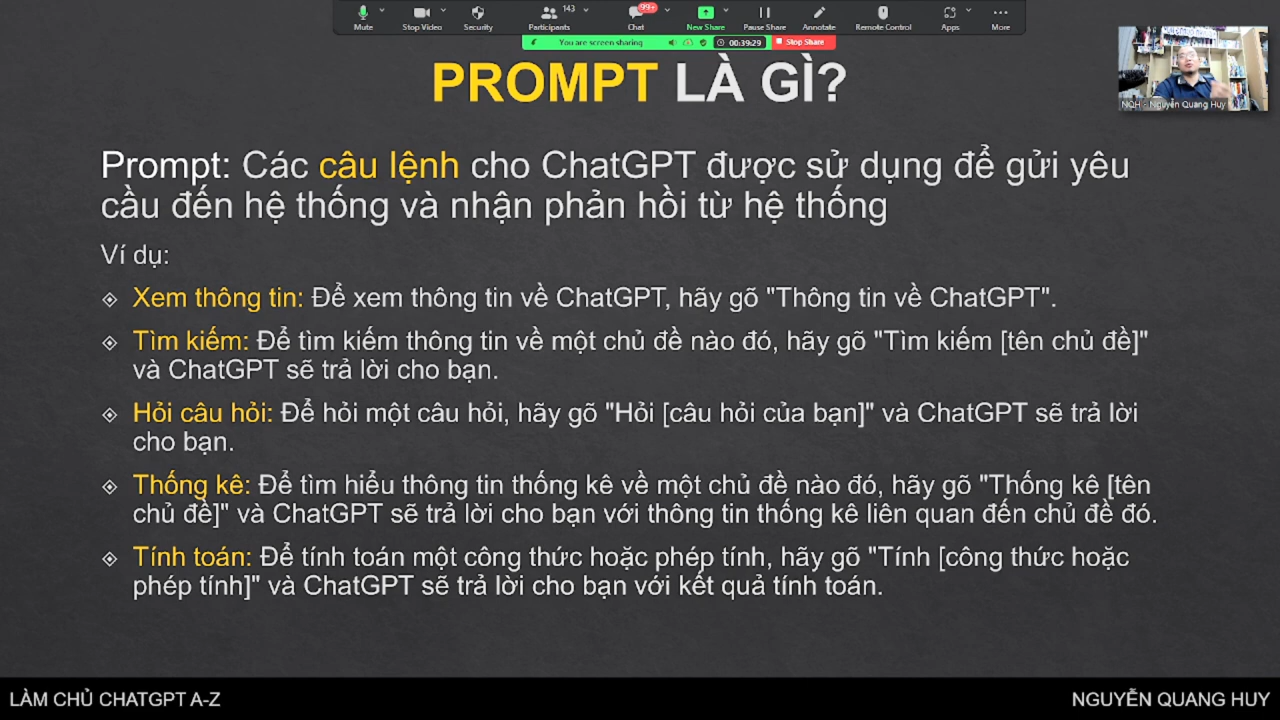 143
99+
Mute
Stop Video
Security
Participants
Chat
New Share
Pause Share
Annotate
Remote Control
Apps
More
You are screen sharing
00:39:29
Stop Share
PROMPT LÀ GÌ?
NQH - Nguyễn Quang Huy
Prompt: Các câu lệnh cho ChatGPT được sử dụng để gửi yêu
cầu đến hệ thống và nhận phản hồi từ hệ thống
Ví dụ:
Xem thông tin: Để xem thông tin về ChatGPT, hãy gõ "Thông tin về ChatGPT".
Tìm kiếm: Để tìm kiếm thông tin về một chủ đề nào đó, hãy gõ "Tìm kiếm [tên chủ đề]"
và ChatGPT sẽ trả lời cho bạn.
Hỏi câu hỏi: Để hỏi một câu hỏi, hãy gõ "Hỏi [câu hỏi của bạn]" và ChatGPT sẽ trả lời
cho bạn.
Thống kê: Để tìm hiểu thông tin thống kê về một chủ đề nào đó, hãy gõ "Thống kê [tên
chủ đề]" và ChatGPT sẽ trả lời cho bạn với thông tin thống kê liên quan đến chủ đề đó.
Tính toán: Để tính toán một công thức hoặc phép tính, hãy gõ "Tính [công thức hoặc
phép tính]" và ChatGPT sẽ trả lời cho bạn với kết quả tính toán.
LÀM CHỦ CHATGPT A-Z
NGUYỄN QUANG HUY